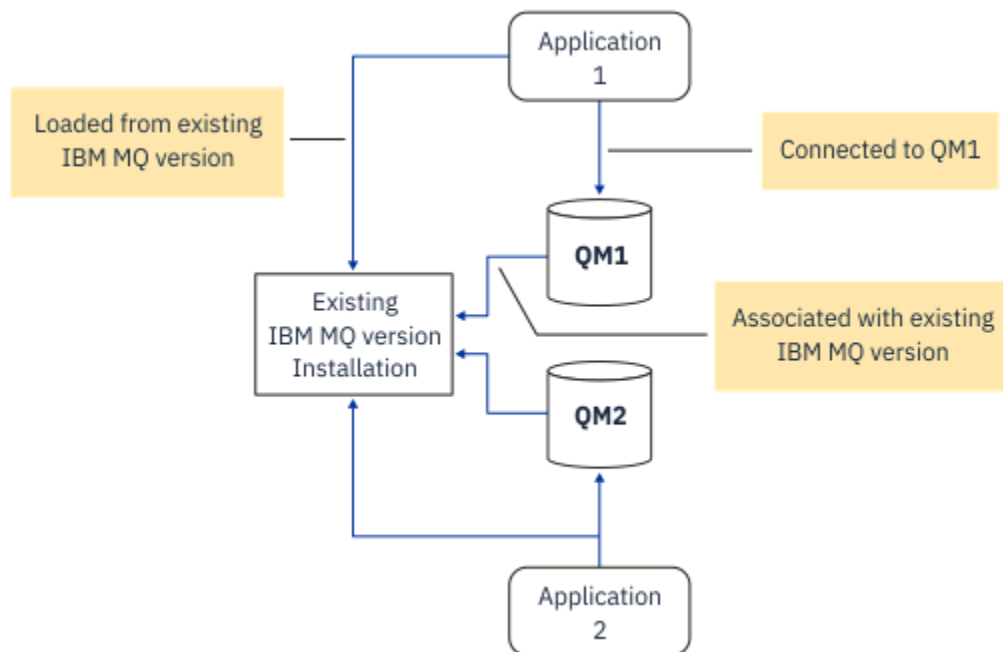 Application
1
Loaded from existing
IBM MQ version
Connected to QM1
QM1
Existing
IBM MQ version
Installation
Associated with existing
IBM MQ version
QM2
Application
2